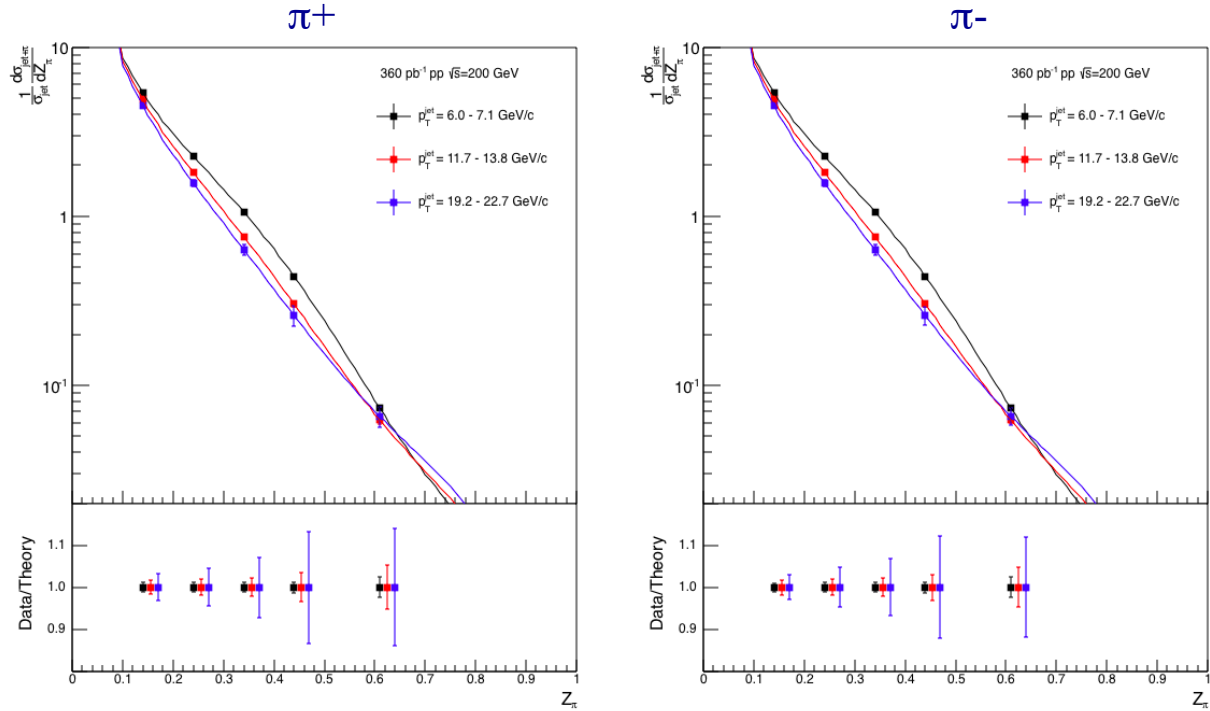 π+
10
1
10⁻¹
1/σ_jet dσ_jet+π/dZ_π
360 pb⁻¹ pp √s=200 GeV
p_T^jet = 6.0 - 7.1 GeV/c
p_T^jet = 11.7 - 13.8 GeV/c
p_T^jet = 19.2 - 22.7 GeV/c
Data/Theory
1.1
1.0
0.9
0 0.1 0.2 0.3 0.4 0.5 0.6 0.7 0.8 0.9 1
Z_π
π-
10
1
10⁻¹
1/σ_jet dσ_jet+π/dZ_π
360 pb⁻¹ pp √s=200 GeV
p_T^jet = 6.0 - 7.1 GeV/c
p_T^jet = 11.7 - 13.8 GeV/c
p_T^jet = 19.2 - 22.7 GeV/c
Data/Theory
1.1
1.0
0.9
0 0.1 0.2 0.3 0.4 0.5 0.6 0.7 0.8 0.9 1
Z_π